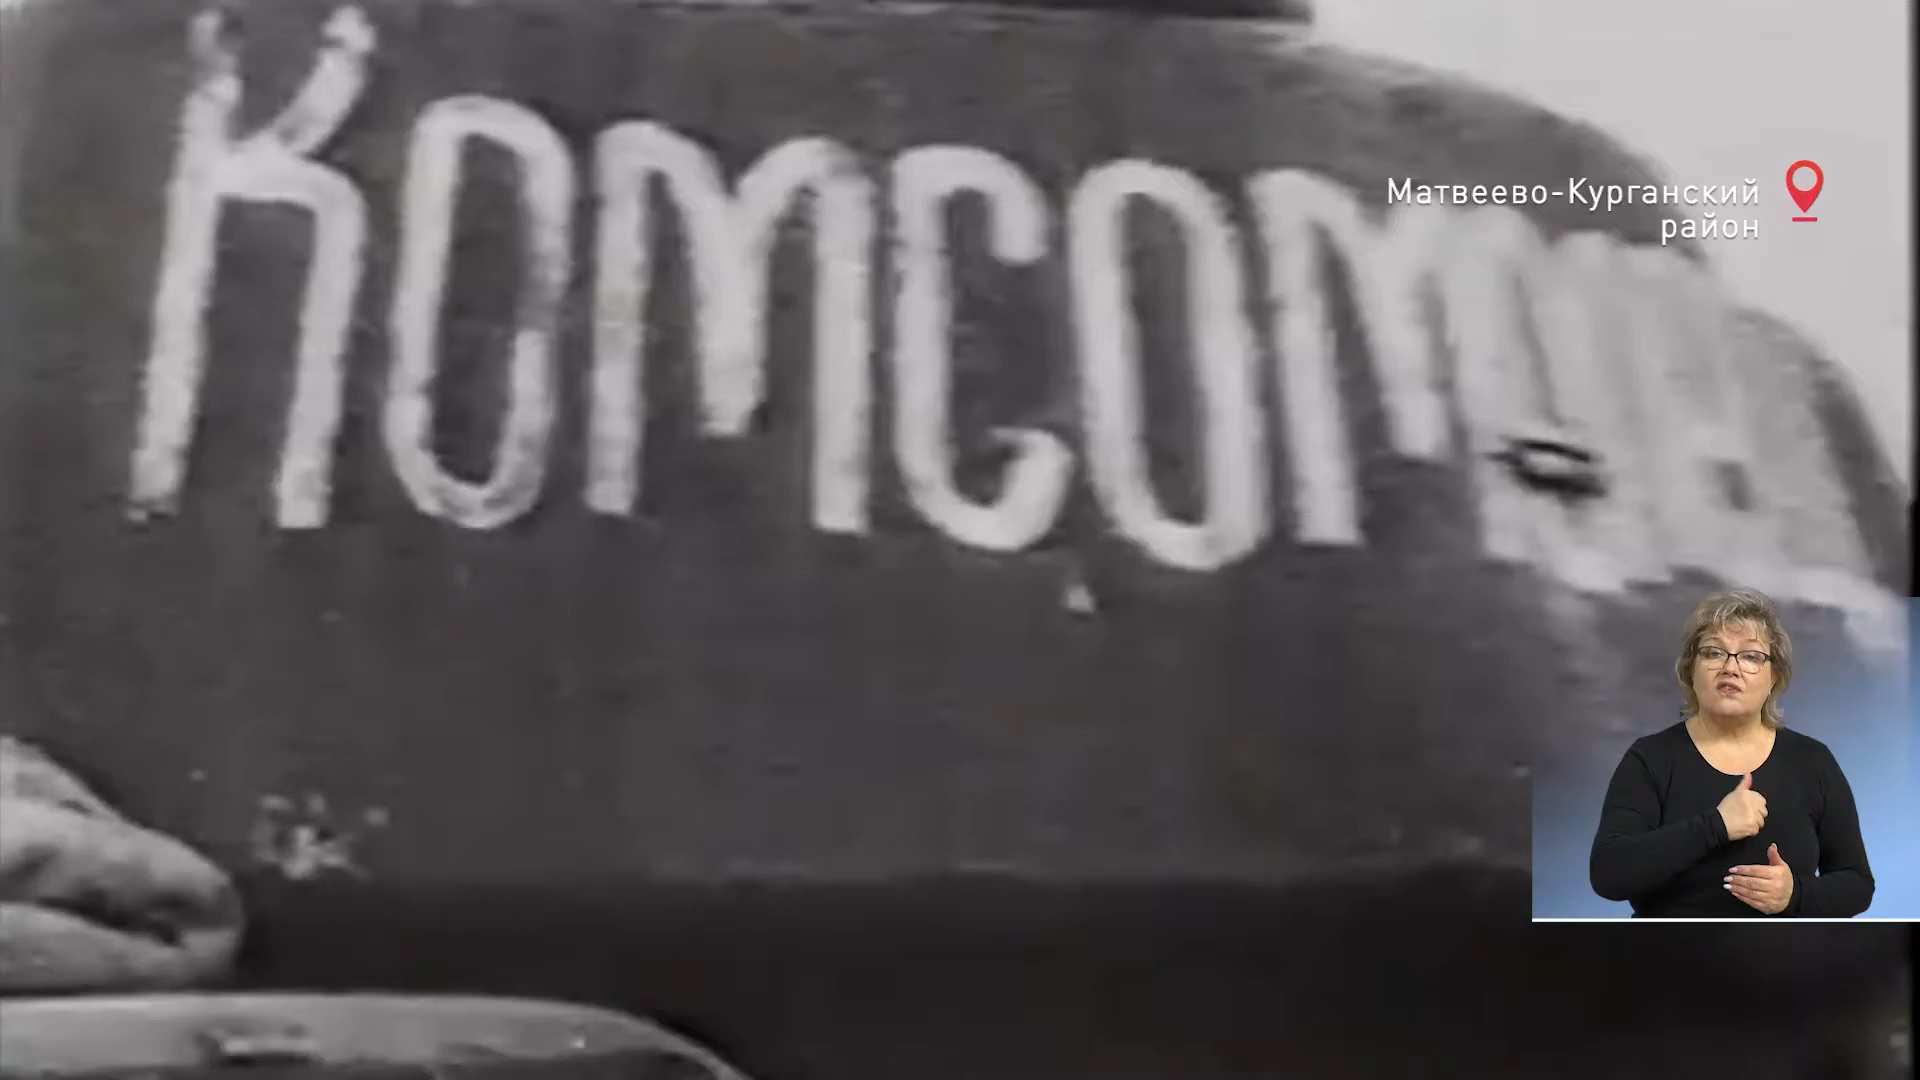 Комсом
Матвеево-Курганский
район